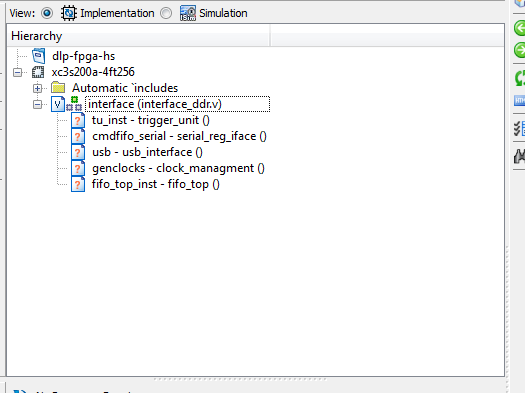 View: Implementation Simulation
Hierarchy
dlp-fpga-hs
xc3s200a-4ft256
Automatic `includes
V interface (interface_ddr.v)
? tu_inst - trigger_unit ()
? cmdfifo_serial - serial_reg_iface ()
? usb - usb_interface ()
? genclocks - clock_managment ()
? fifo_top_inst - fifo_top ()